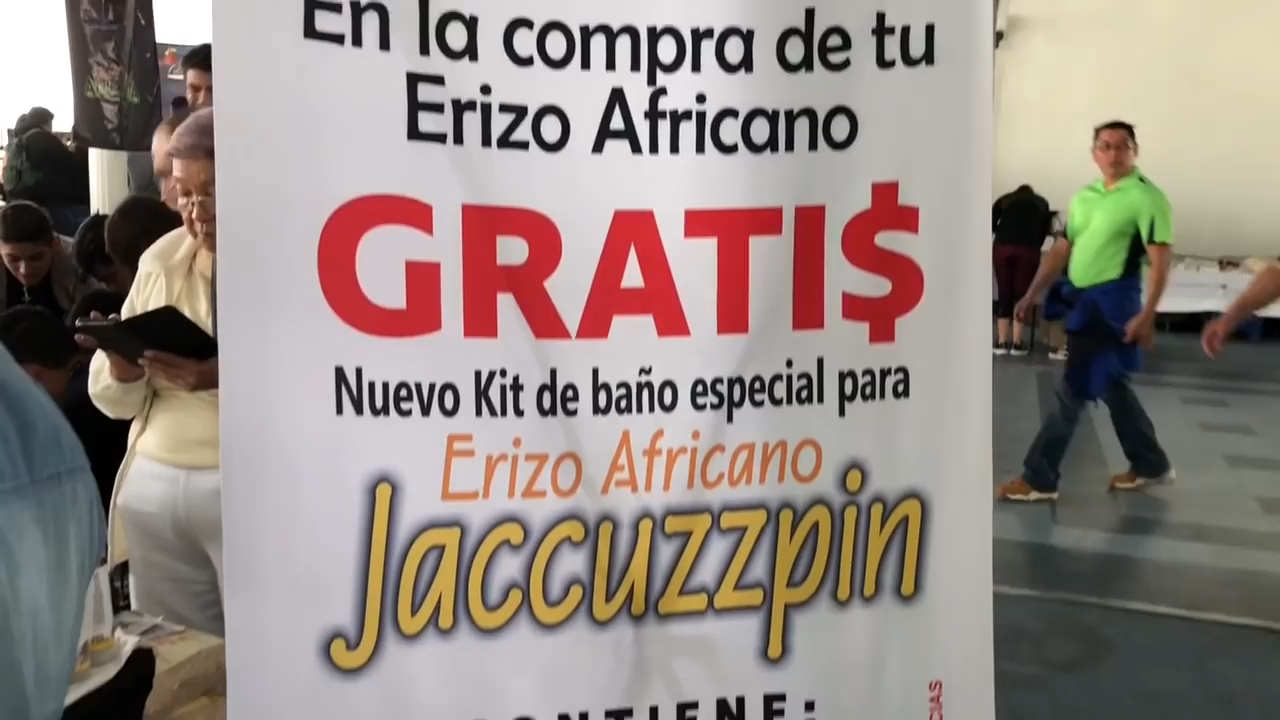 En la compra de tu
Erizo Africano
GRATI$
Nuevo Kit de baño especial para
Erizo Africano
Jaccuzzpin
CONTIENE: